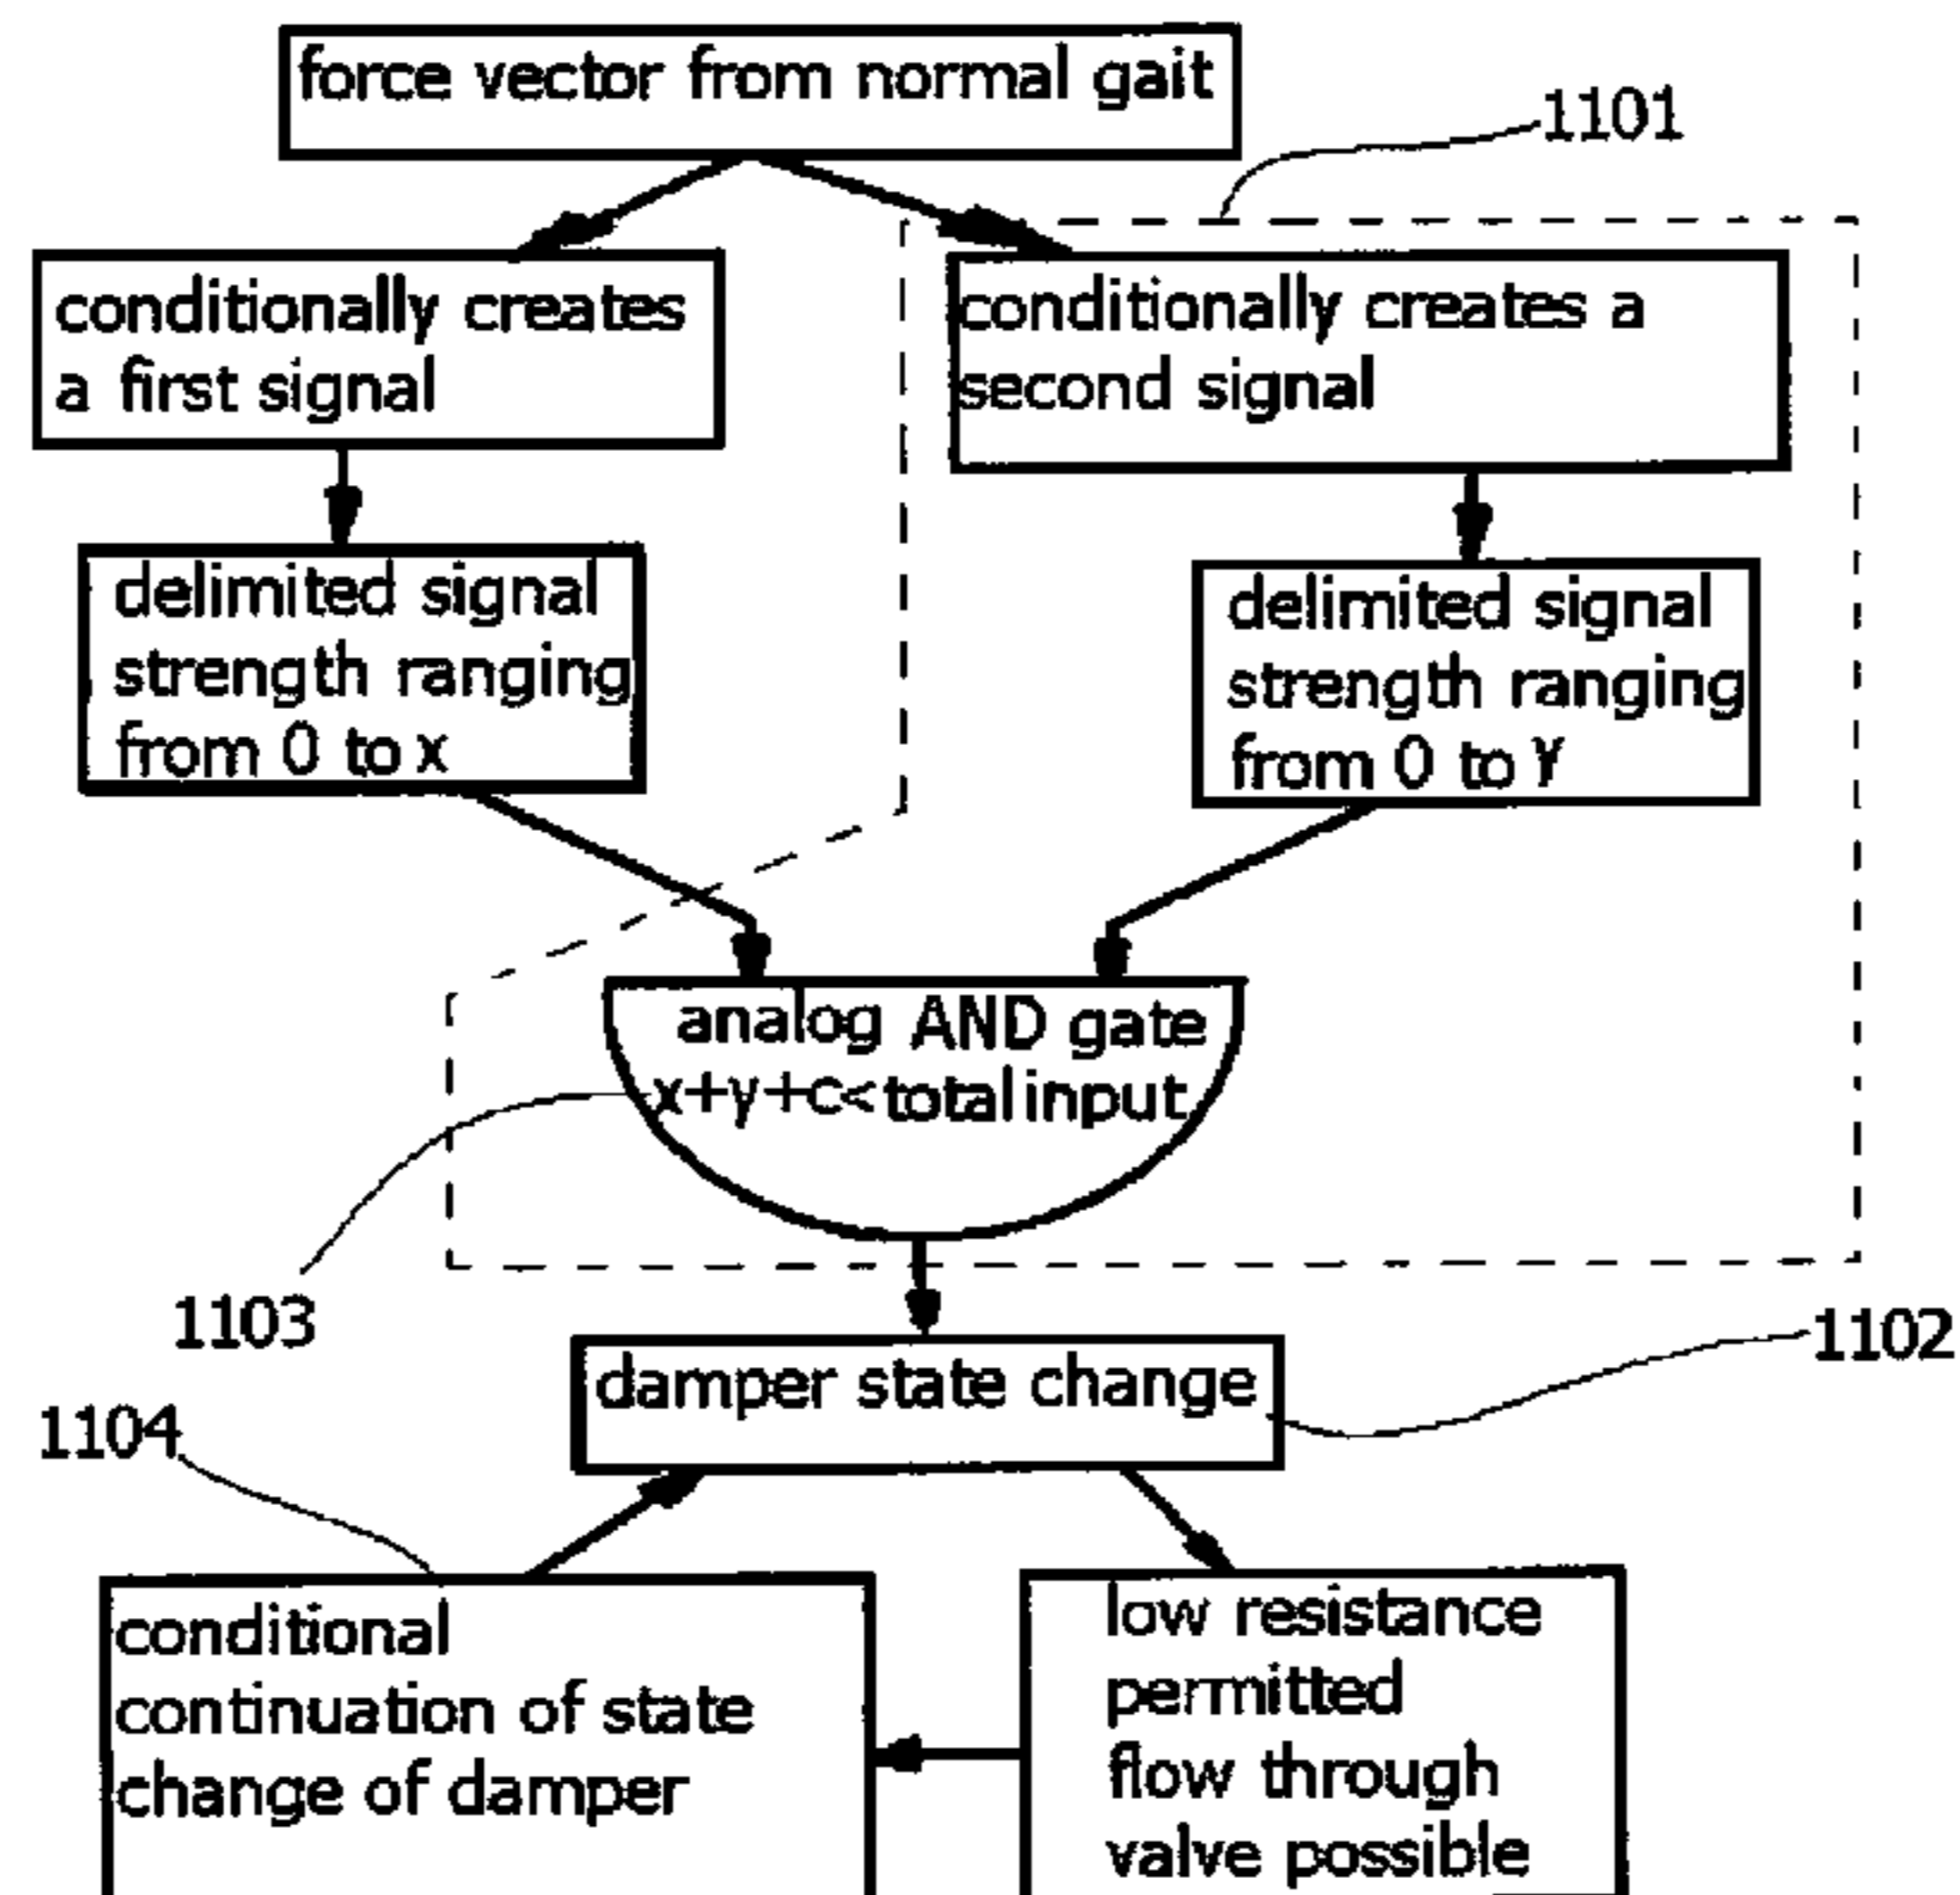 force vector from normal gait
1101
conditionally creates
a first signal
conditionally creates a
second signal
delimited signal
strength ranging
from 0 to x
delimited signal
strength ranging
from 0 to Y
analog AND gate
x+y+c<total input
1103
damper state change
1102
1104
conditional
continuation of state
change of damper
low resistance
permitted
flow through
valve possible